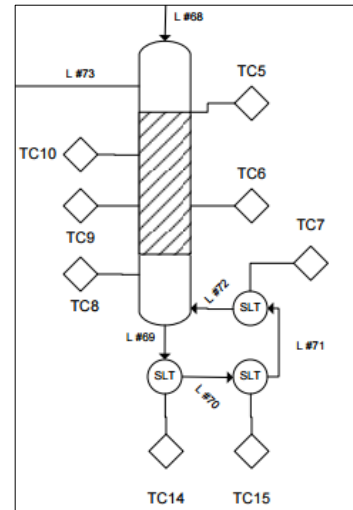 L #68
L #73
TC5
TC10
TC6
TC9
TC7
TC8
L #72
SLT
L #69
L #71
SLT
SLT
L #70
TC14
TC15